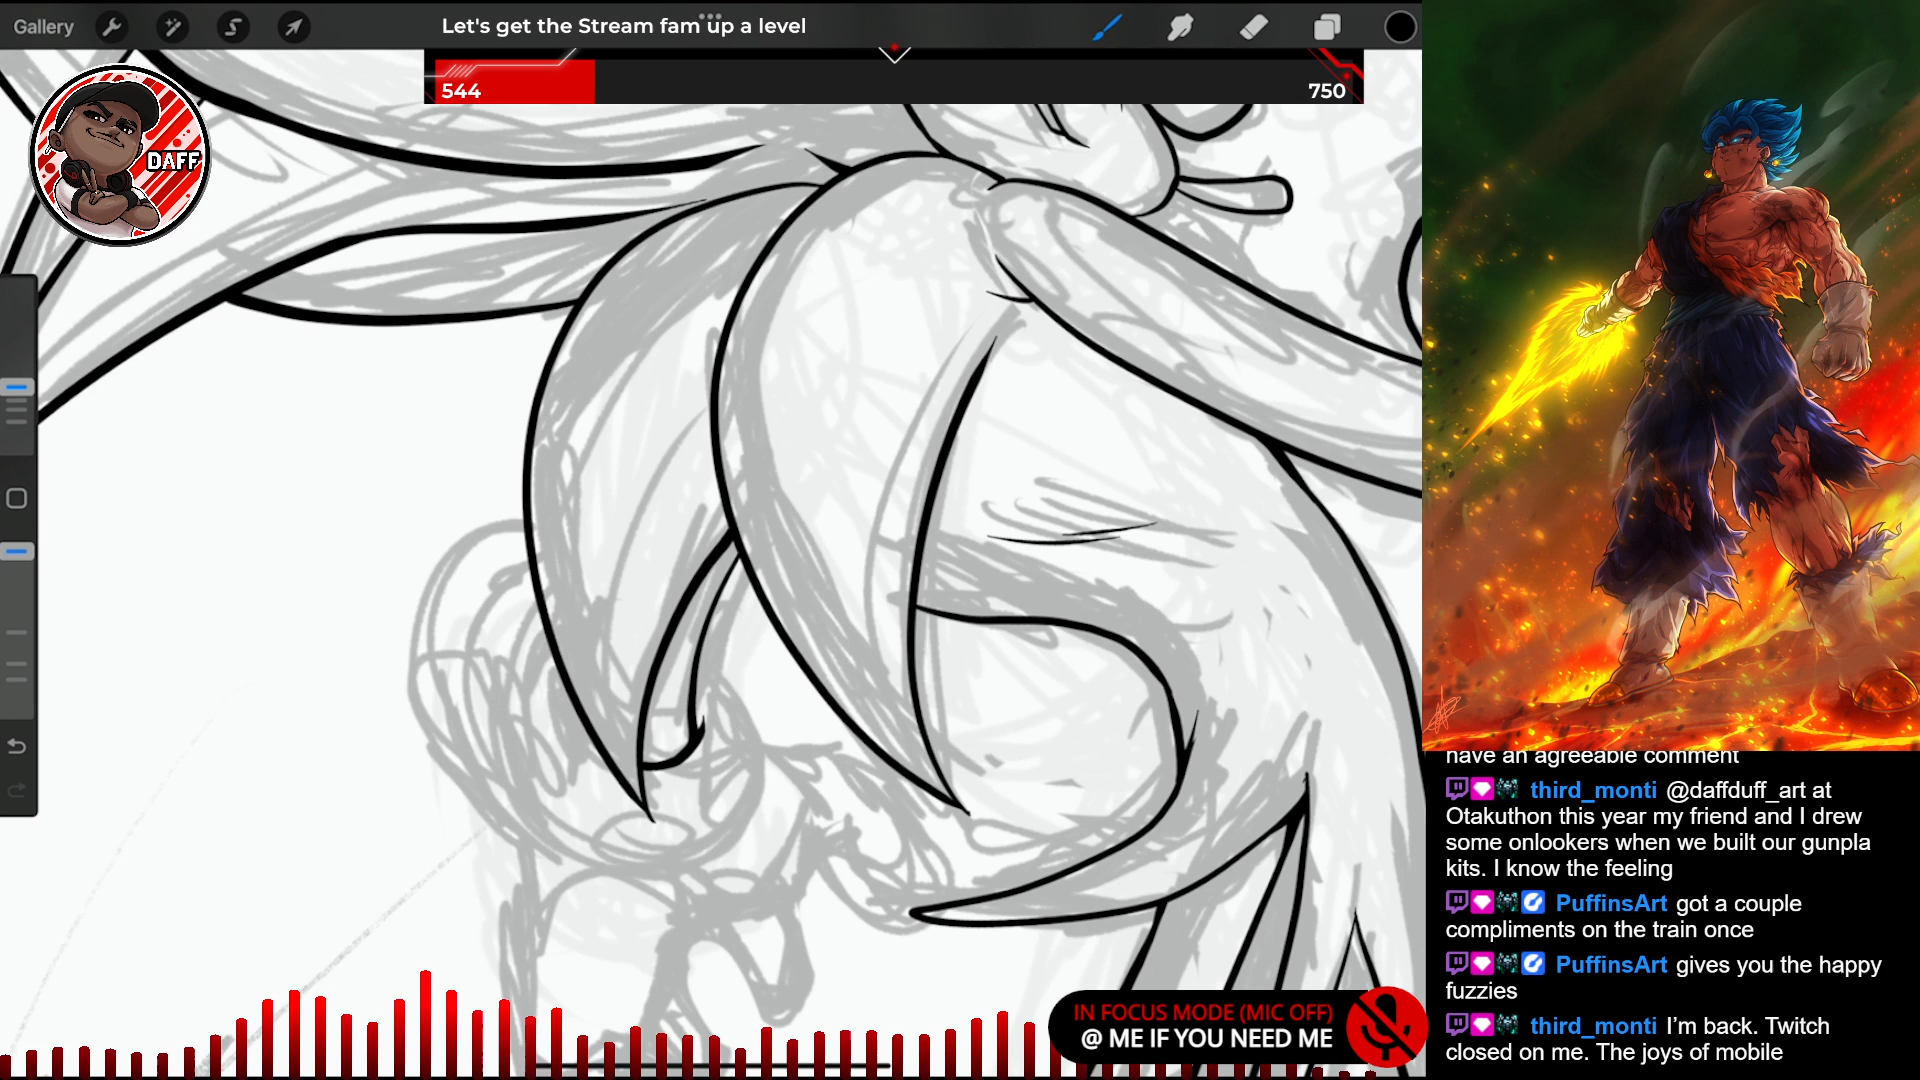 Gallery
Let's get the Stream fam up a level
544
750
DAFF
have an agreeable comment
third_monti @daffduff_art at
Otakuthon this year my friend and I drew
some onlookers when we built our gunpla
kits. I know the feeling
PuffinsArt got a couple
compliments on the train once
PuffinsArt gives you the happy
fuzzies
third_monti I’m back. Twitch
closed on me. The joys of mobile
IN FOCUS MODE (MIC OFF)
@ ME IF YOU NEED ME